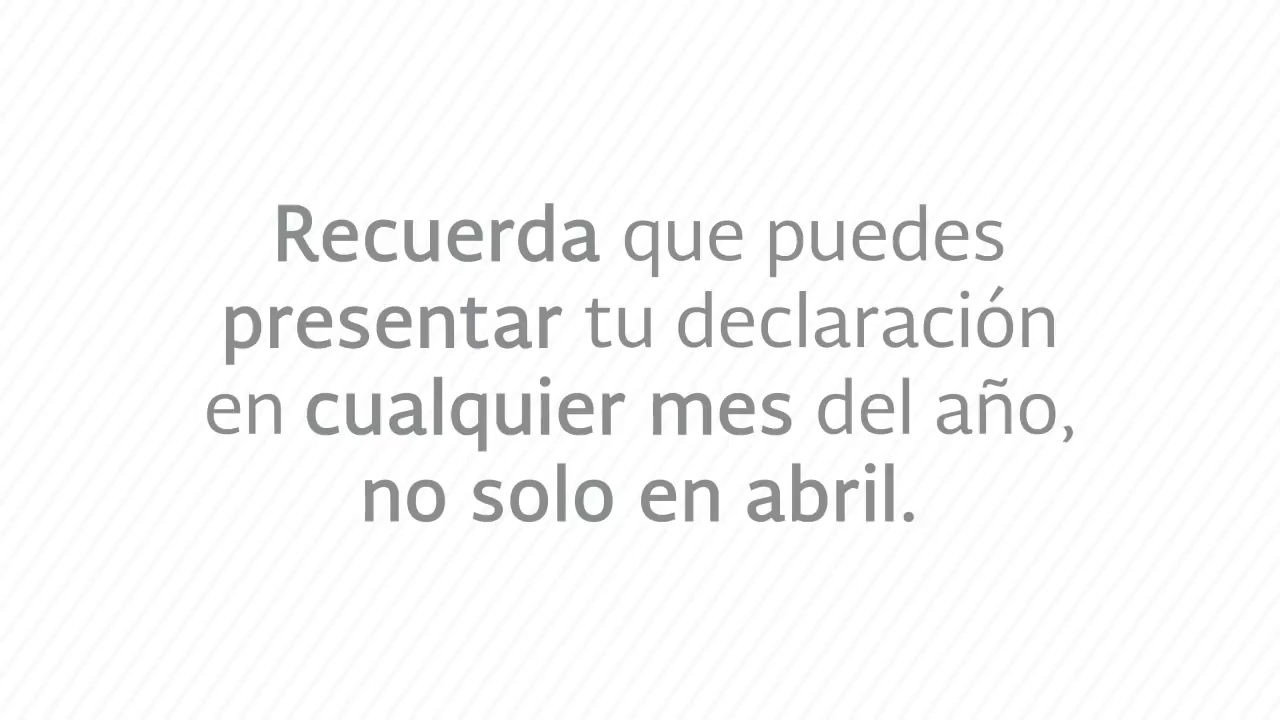 Recuerda que puedes
presentar tu declaración
en cualquier mes del año,
no solo en abril.